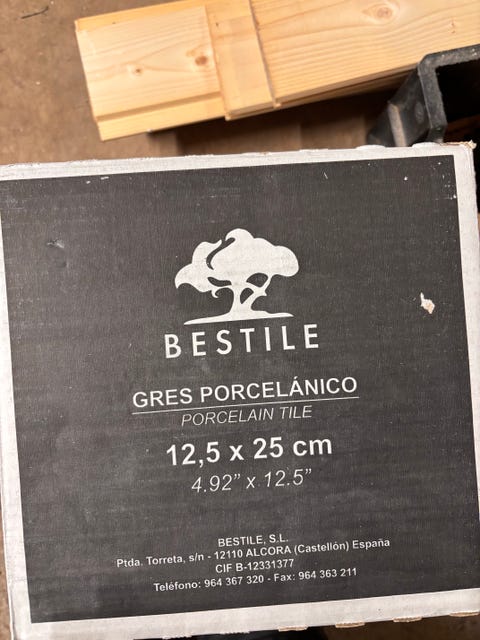 BESTILE
GRES PORCELÁNICO
PORCELAIN TILE
12,5 x 25 cm
4.92” x 12.5”
BESTILE, S.L.
Ptda. Torreta, s/n - 12110 ALCORA (Castellón) España
CIF B-12331377
Teléfono: 964 367 320 - Fax: 964 363 211